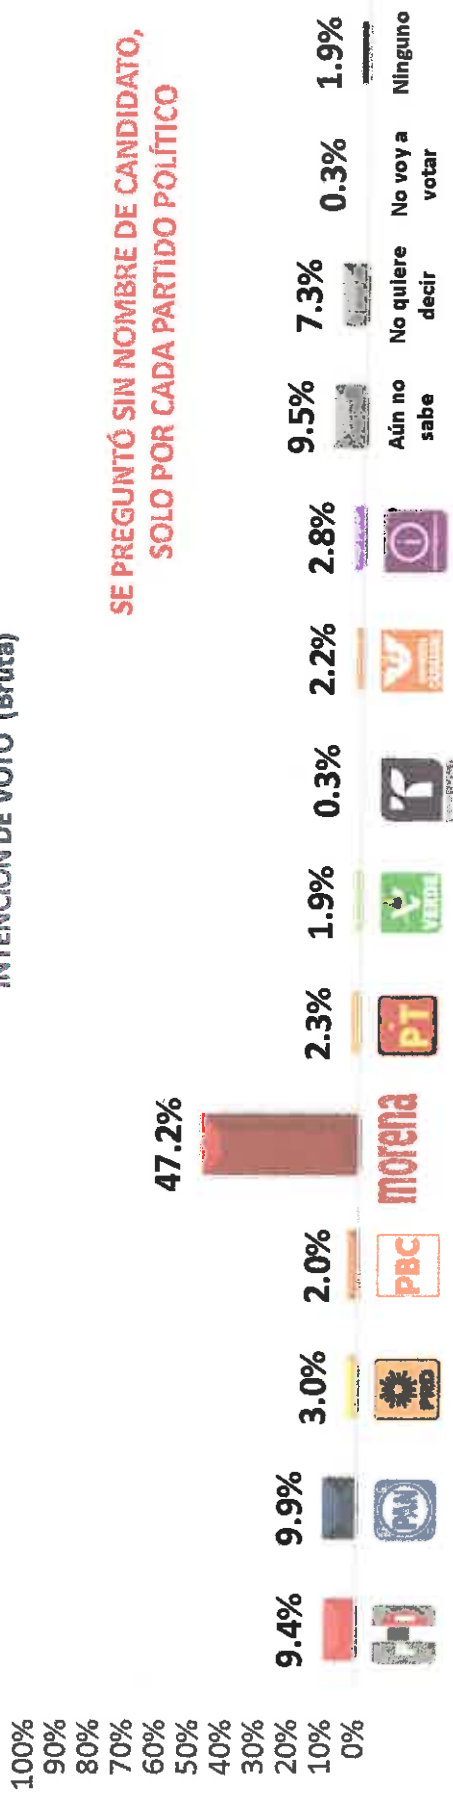 INTENCIÓN DE VOTO (Bruta)
SE PREGUNTÓ SIN NOMBRE DE CANDIDATO,
SOLO POR CADA PARTIDO POLÍTICO
100%
90%
80%
70%
60%
50%
40%
30%
20%
10%
0%
9.4%
9.9%
3.0%
2.0%
47.2%
2.3%
1.9%
0.3%
2.2%
2.8%
9.5%
7.3%
0.3%
1.9%
PAN
PRD
PBC
morena
PT
VERDE
Aún no
sabe
No quiere
decir
No voy a
votar
Ninguno